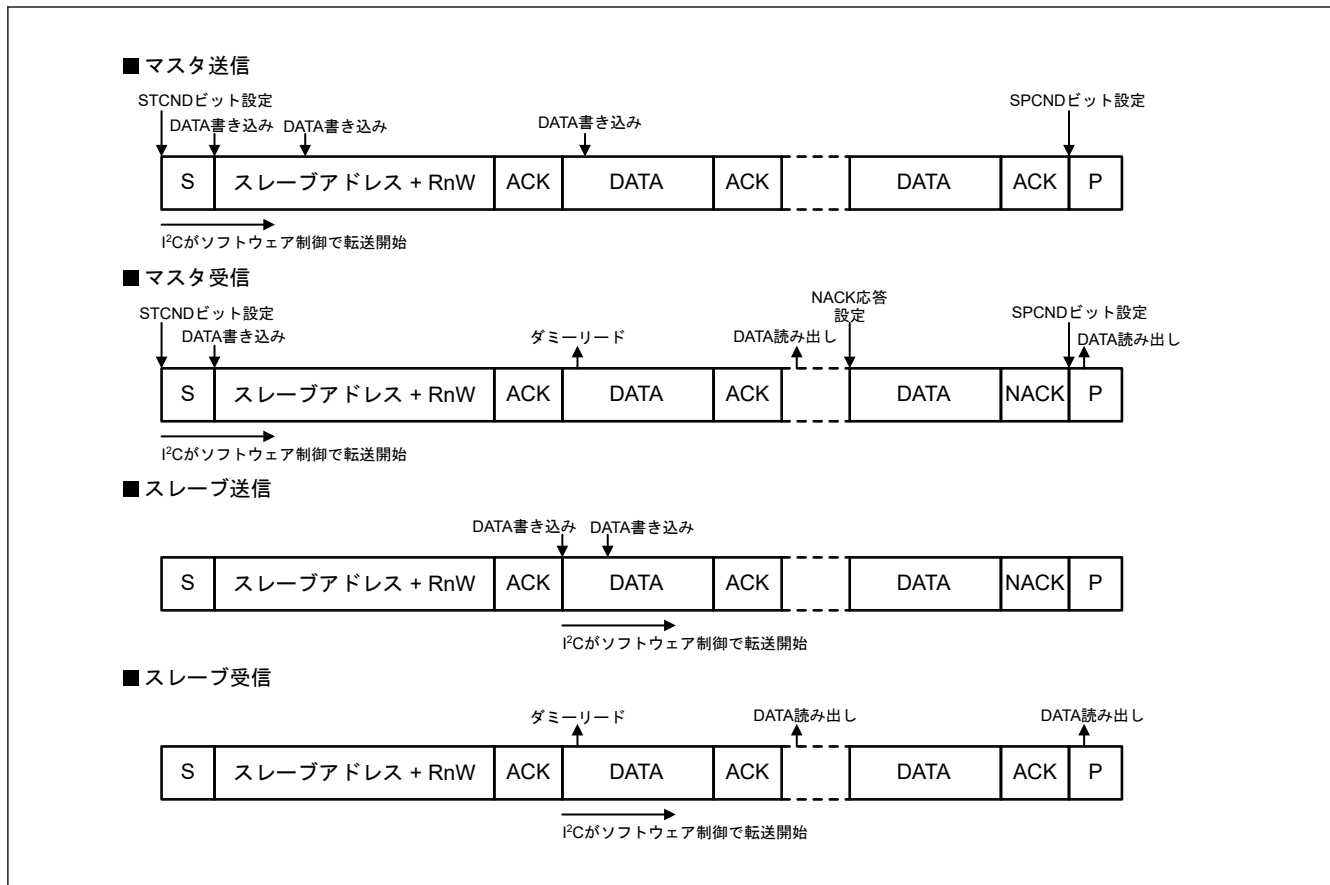 ■ マスタ送信
STCNDビット設定
SPCNDビット設定
DATA書き込み DATA書き込み DATA書き込み
S スレーブアドレス + RnW ACK DATA ACK DATA ACK P
I²Cがソフトウェア制御で転送開始
■ マスタ受信
NACK応答
設定
STCNDビット設定
SPCNDビット設定
DATA書き込み ダミーリード DATA読み出し DATA読み出し
S スレーブアドレス + RnW ACK DATA ACK DATA NACK P
I²Cがソフトウェア制御で転送開始
■ スレーブ送信
DATA書き込み DATA書き込み
S スレーブアドレス + RnW ACK DATA ACK DATA NACK P
I²Cがソフトウェア制御で転送開始
■ スレーブ受信
ダミーリード DATA読み出し DATA読み出し
S スレーブアドレス + RnW ACK DATA ACK DATA ACK P
I²Cがソフトウェア制御で転送開始